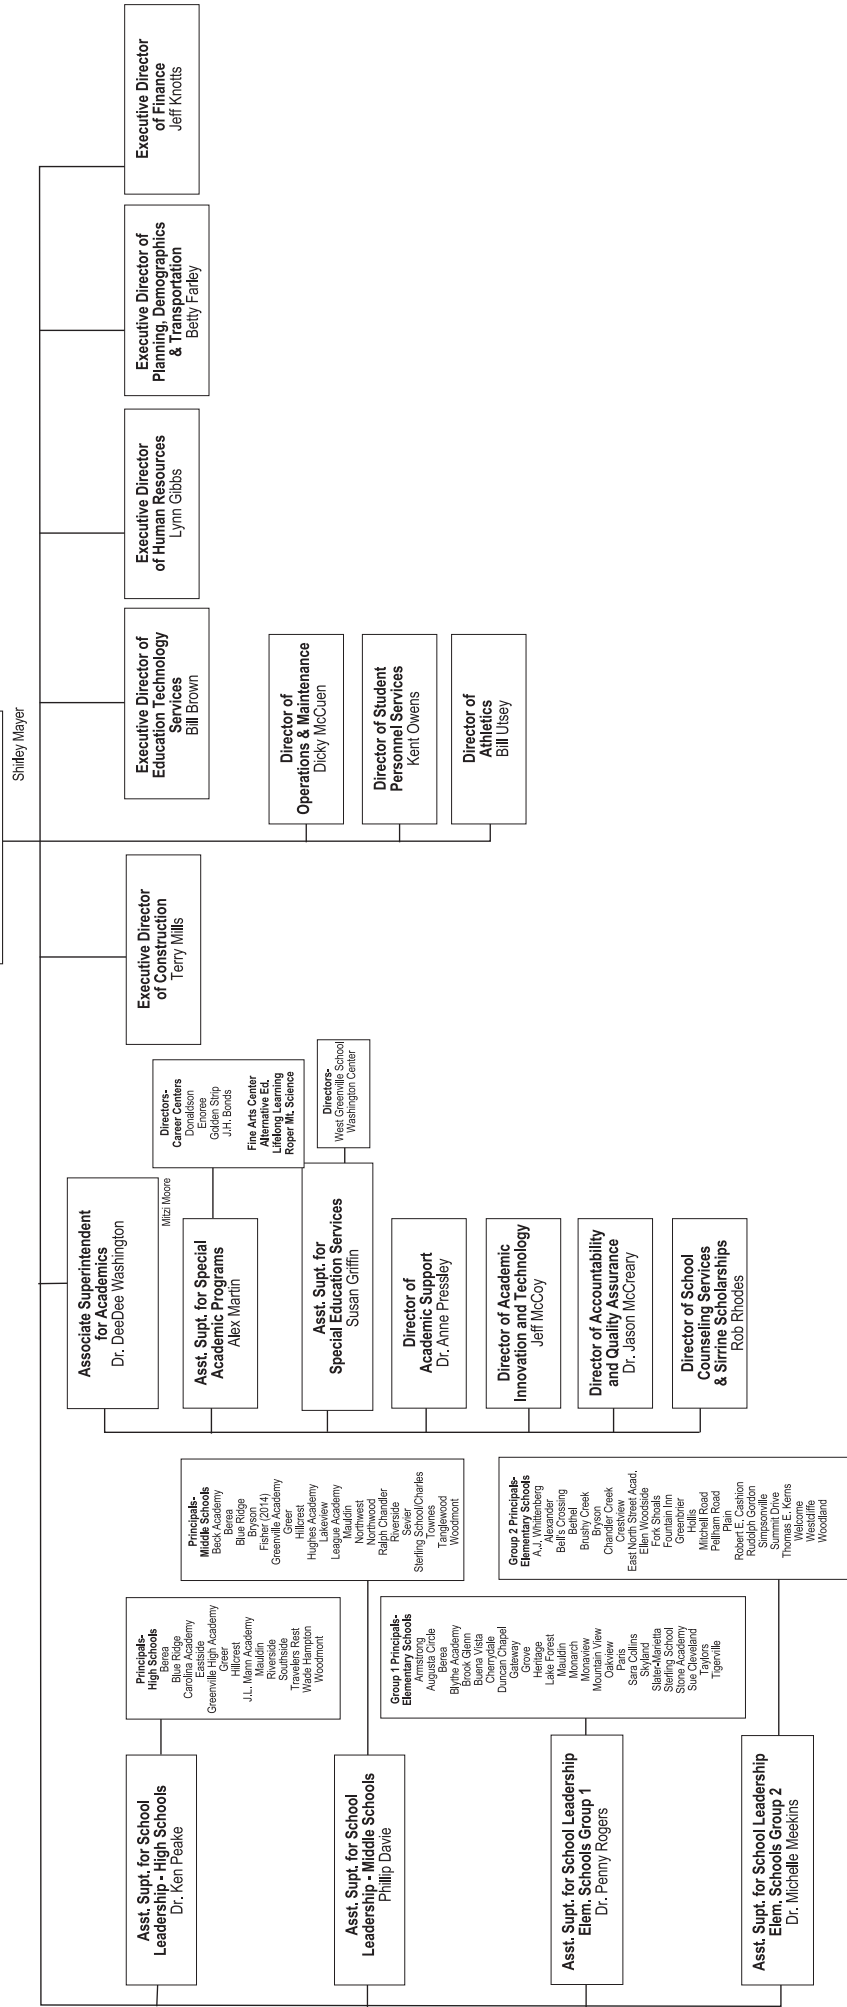 Shirley Mayer
Asst. Supt. for School
Leadership - High Schools
Dr. Ken Peake
Principals-
High Schools
Berea
Blue Ridge
Carolina Academy
Eastside
Greenville High Academy
Greer
Hillcrest
J.L. Mann Academy
Mauldin
Riverside
Southside
Travelers Rest
Wade Hampton
Woodmont
Asst. Supt. for School
Leadership - Middle Schools
Phillip Davie
Principals-
Middle Schools
Beck Academy
Berea
Blue Ridge
Bryson
Fisher (2014)
Greenville Academy
Greer
Hillcrest
Hughes Academy
Lakeview
League Academy
Mauldin
Northwest
Northwood
Ralph Chandler
Riverside
Sevier
Sterling School/Charles
Townes
Tanglewood
Woodmont
Asst. Supt. for School Leadership
Elem. Schools Group 1
Dr. Penny Rogers
Group 1 Principals-
Elementary Schools
Armstrong
Augusta Circle
Berea
Blythe Academy
Brook Glenn
Buena Vista
Cherrydale
Duncan Chapel
Gateway
Grove
Heritage
Lake Forest
Mauldin
Monarch
Monaview
Mountain View
Oakview
Paris
Sara Collins
Skyland
Slater-Marietta
Sterling School
Stone Academy
Sue Cleveland
Taylors
Tigerville
Asst. Supt. for School Leadership
Elem. Schools Group 2
Dr. Michelle Meekins
Group 2 Principals-
Elementary Schools
A.J. Whittenberg
Alexander
Bell's Crossing
Bethel
Brushy Creek
Bryson
Chandler Creek
Crestview
East North Street Acad.
Ellen Woodside
Fork Shoals
Fountain Inn
Greenbrier
Hollis
Mitchell Road
Pellham Road
Plain
Robert E. Cashion
Rudolph Gordon
Simpsonville
Summit Drive
Thomas E. Kerns
Welcome
Westcliffe
Woodland
Associate Superintendent
for Academics
Dr. DeeDee Washington
Mitzi Moore
Asst. Supt. for Special
Academic Programs
Alex Martin
Directors-
Career Centers
Donaldson
Enoree
Golden Strip
J.H. Bonds
Fine Arts Center
Alternative Ed.
Lifelong Learning
Roper Mt. Science
Asst. Supt. for
Special Education Services
Susan Griffin
Directors-
West Greenville School
Washington Center
Director of
Academic Support
Dr. Anne Pressley
Director of Academic
Innovation and Technology
Jeff McCoy
Director of Accountability
and Quality Assurance
Dr. Jason McCreary
Director of School
Counseling Services
& Sirrine Scholarships
Rob Rhodes
Executive Director
of Construction
Terry Mills
Director of
Operations & Maintenance
Dicky McCuen
Director of Student
Personnel Services
Kent Owens
Director of
Athletics
Bill Utsey
Executive Director of
Education Technology
Services
Bill Brown
Executive Director
of Human Resources
Lynn Gibbs
Executive Director of
Planning, Demographics
& Transportation
Betty Farley
Executive Director
of Finance
Jeff Knotts